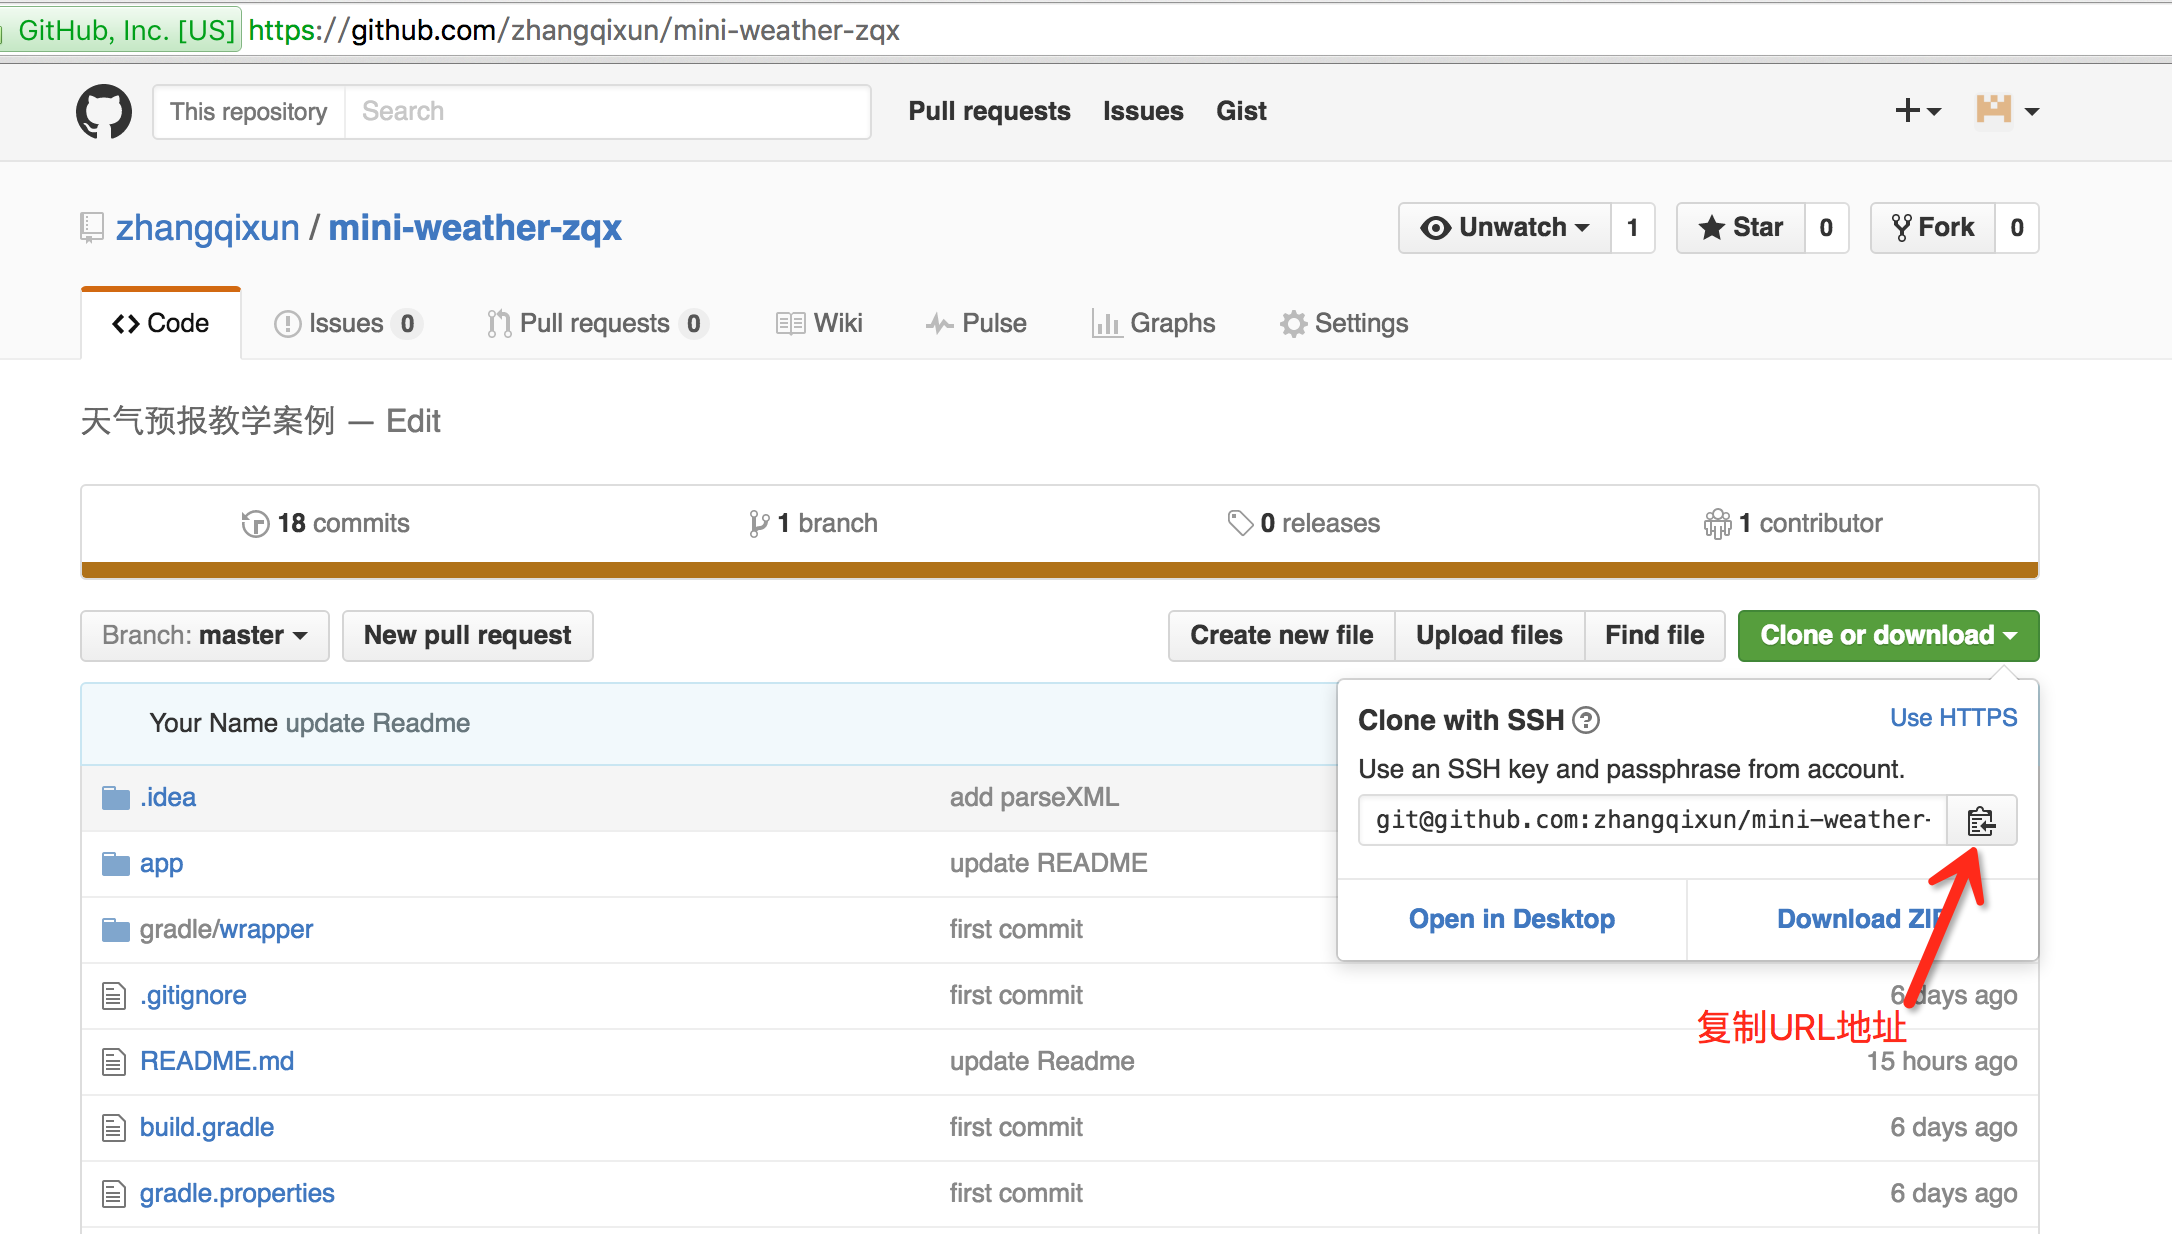 GitHub, Inc. [US] https://github.com/zhangqixun/mini-weather-zqx
This repository Search Pull requests Issues Gist
zhangqixun / mini-weather-zqx Unwatch 1 Star 0 Fork 0
Code Issues 0 Pull requests 0 Wiki Pulse Graphs Settings
天气预报教学案例 — Edit
18 commits 1 branch 0 releases 1 contributor
Branch: master New pull request Create new file Upload files Find file Clone or download
Your Name update Readme
Clone with SSH ? Use HTTPS
Use an SSH key and passphrase from account.
git@github.com:zhangqixun/mini-weather-
Open in Desktop Download ZIP
.idea add parseXML
app update README
gradle/wrapper first commit
.gitignore first commit 6 days ago
复制URL地址
README.md update Readme 15 hours ago
build.gradle first commit 6 days ago
gradle.properties first commit 6 days ago